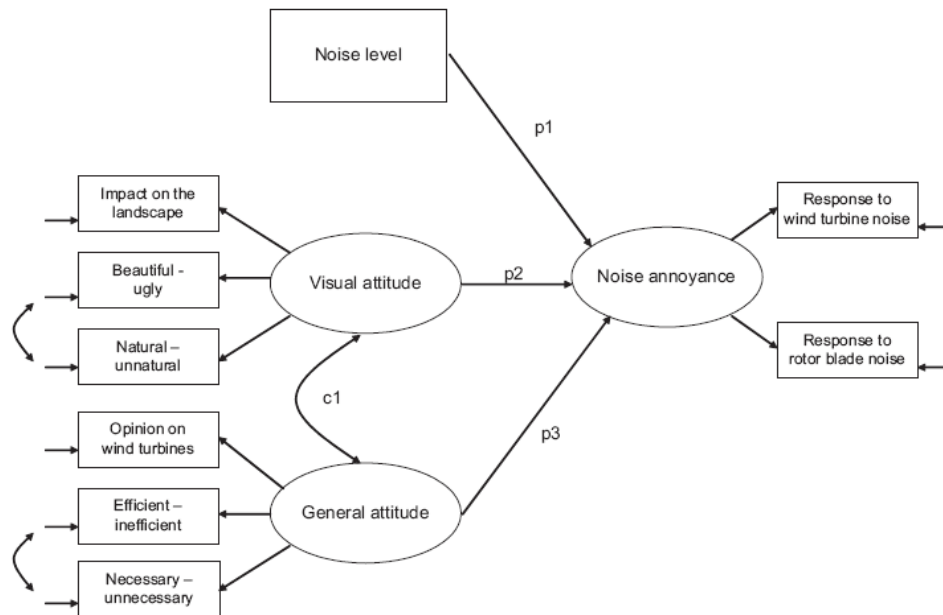 Noise level
p1
Impact on the
landscape
Response to
wind turbine noise
Beautiful -
ugly
Visual attitude
p2
Noise annoyance
Natural –
unnatural
Response to
rotor blade noise
c1
Opinion on
wind turbines
p3
Efficient –
inefficient
General attitude
Necessary –
unnecessary